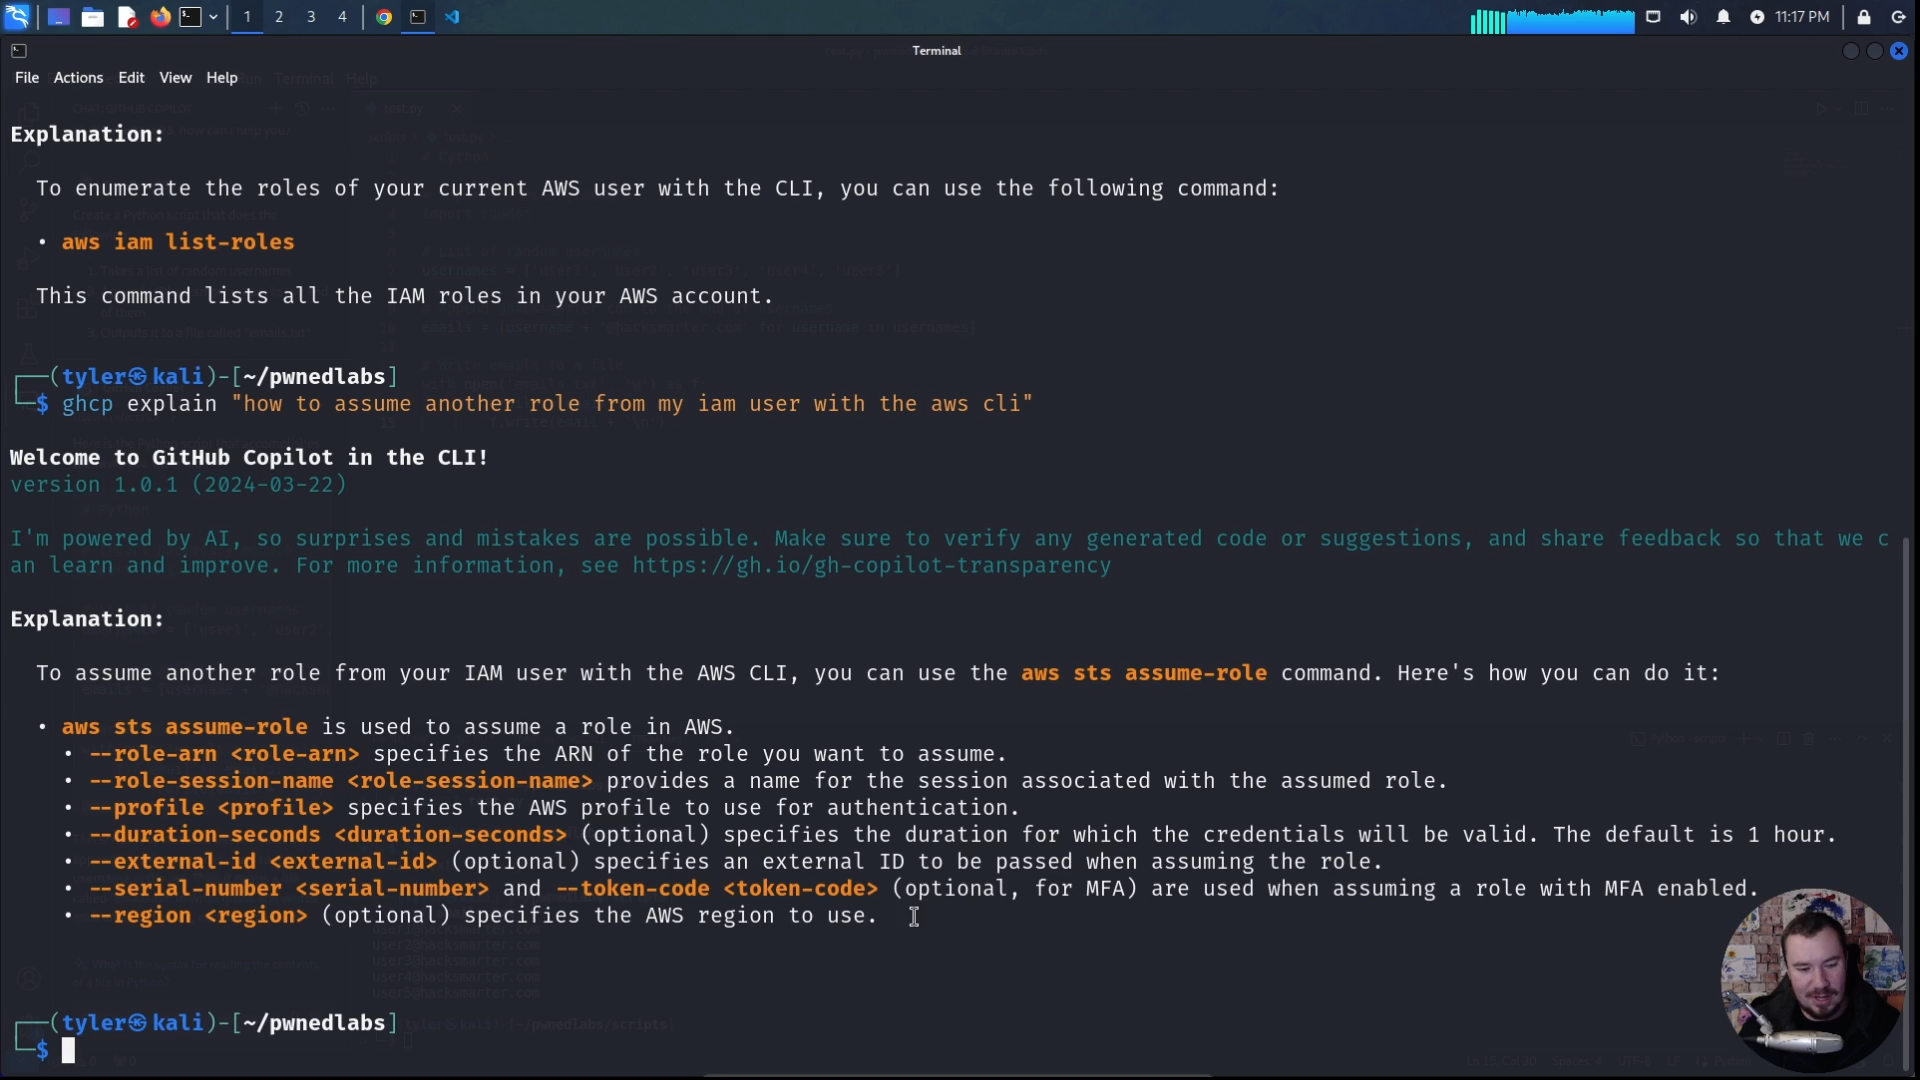 1 2 3 4
11:17 PM
Terminal
File Actions Edit View Help
Explanation:
To enumerate the roles of your current AWS user with the CLI, you can use the following command:
• aws iam list-roles
This command lists all the IAM roles in your AWS account.
┌──(tyler㉿kali)-[~/pwnedlabs]
└─$ ghcp explain "how to assume another role from my iam user with the aws cli"
Welcome to GitHub Copilot in the CLI!
version 1.0.1 (2024-03-22)
I'm powered by AI, so surprises and mistakes are possible. Make sure to verify any generated code or suggestions, and share feedback so that we c
an learn and improve. For more information, see https://gh.io/gh-copilot-transparency
Explanation:
To assume another role from your IAM user with the AWS CLI, you can use the aws sts assume-role command. Here's how you can do it:
• aws sts assume-role is used to assume a role in AWS.
• --role-arn <role-arn> specifies the ARN of the role you want to assume.
• --role-session-name <role-session-name> provides a name for the session associated with the assumed role.
• --profile <profile> specifies the AWS profile to use for authentication.
• --duration-seconds <duration-seconds> (optional) specifies the duration for which the credentials will be valid. The default is 1 hour.
• --external-id <external-id> (optional) specifies an external ID to be passed when assuming the role.
• --serial-number <serial-number> and --token-code <token-code> (optional, for MFA) are used when assuming a role with MFA enabled.
• --region <region> (optional) specifies the AWS region to use.
user2@hacksmarter.com
┌──(tyler㉿kali)-[~/pwnedlabs]
└─$